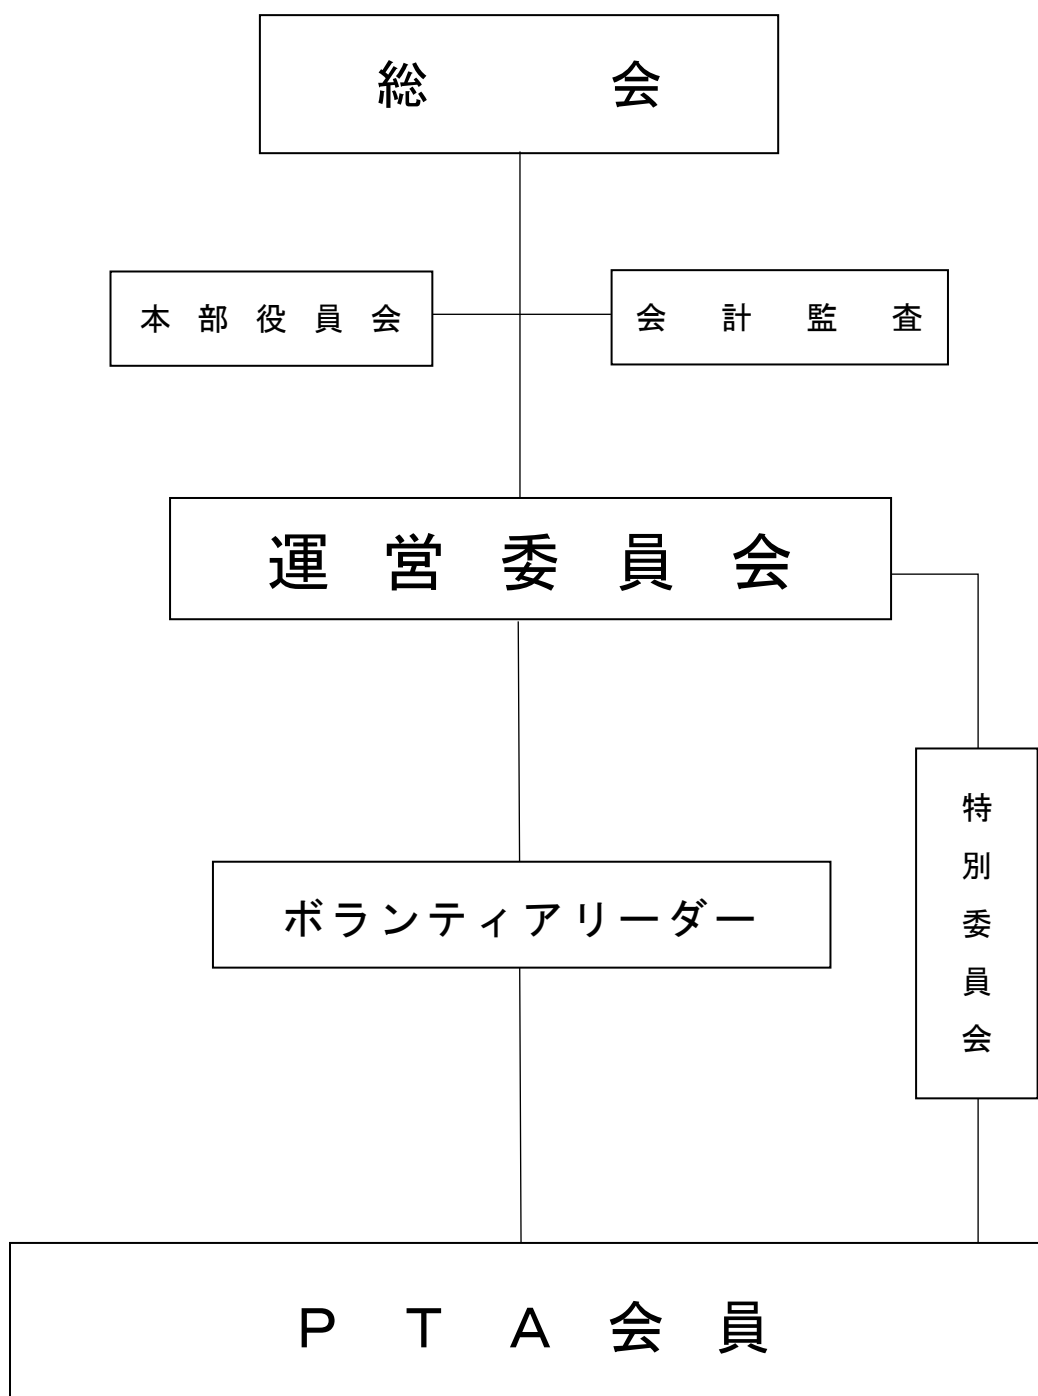 総会
本部役員会
会計監査
運営委員会
特別委員会
ボランティアリーダー
ＰＴＡ会員